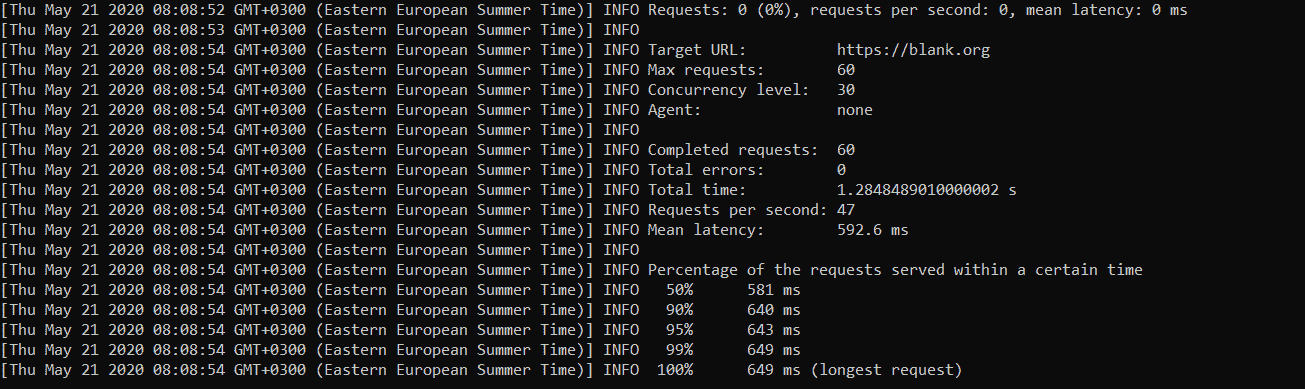 [Thu May 21 2020 08:08:52 GMT+0300 (Eastern European Summer Time)] INFO Requests: 0 (0%), requests per second: 0, mean latency: 0 ms
[Thu May 21 2020 08:08:53 GMT+0300 (Eastern European Summer Time)] INFO
[Thu May 21 2020 08:08:54 GMT+0300 (Eastern European Summer Time)] INFO Target URL:          https://blank.org
[Thu May 21 2020 08:08:54 GMT+0300 (Eastern European Summer Time)] INFO Max requests:        60
[Thu May 21 2020 08:08:54 GMT+0300 (Eastern European Summer Time)] INFO Concurrency level:   30
[Thu May 21 2020 08:08:54 GMT+0300 (Eastern European Summer Time)] INFO Agent:               none
[Thu May 21 2020 08:08:54 GMT+0300 (Eastern European Summer Time)] INFO
[Thu May 21 2020 08:08:54 GMT+0300 (Eastern European Summer Time)] INFO Completed requests:  60
[Thu May 21 2020 08:08:54 GMT+0300 (Eastern European Summer Time)] INFO Total errors:        0
[Thu May 21 2020 08:08:54 GMT+0300 (Eastern European Summer Time)] INFO Total time:          1.2848489010000002 s
[Thu May 21 2020 08:08:54 GMT+0300 (Eastern European Summer Time)] INFO Requests per second: 47
[Thu May 21 2020 08:08:54 GMT+0300 (Eastern European Summer Time)] INFO Mean latency:        592.6 ms
[Thu May 21 2020 08:08:54 GMT+0300 (Eastern European Summer Time)] INFO
[Thu May 21 2020 08:08:54 GMT+0300 (Eastern European Summer Time)] INFO Percentage of the requests served within a certain time
[Thu May 21 2020 08:08:54 GMT+0300 (Eastern European Summer Time)] INFO   50%      581 ms
[Thu May 21 2020 08:08:54 GMT+0300 (Eastern European Summer Time)] INFO   90%      640 ms
[Thu May 21 2020 08:08:54 GMT+0300 (Eastern European Summer Time)] INFO   95%      643 ms
[Thu May 21 2020 08:08:54 GMT+0300 (Eastern European Summer Time)] INFO   99%      649 ms
[Thu May 21 2020 08:08:54 GMT+0300 (Eastern European Summer Time)] INFO  100%      649 ms (longest request)